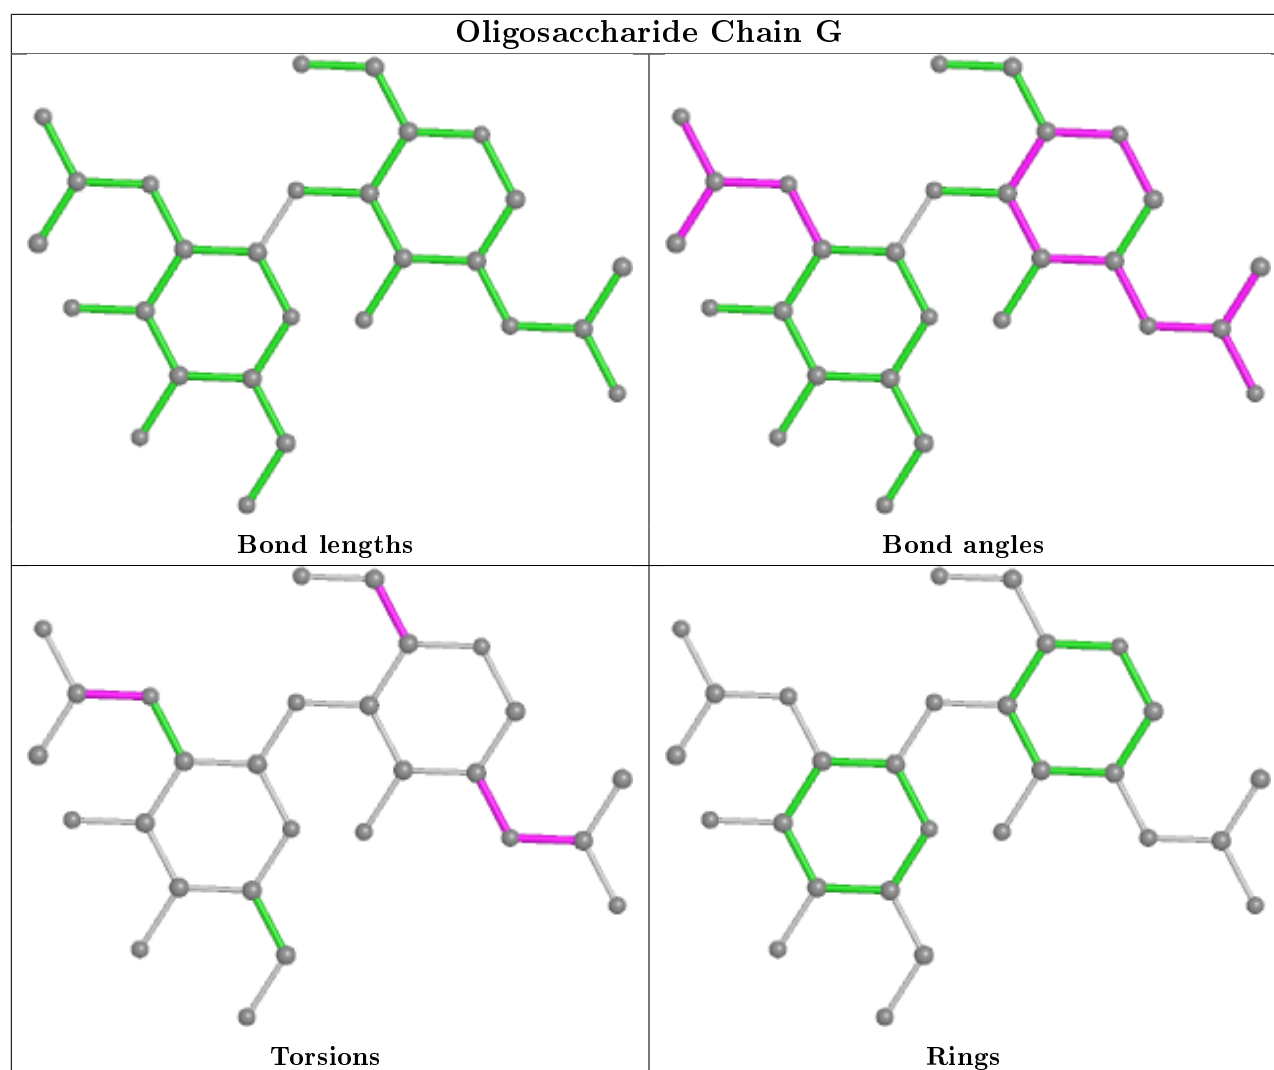 Oligosaccharide Chain G
Bond lengths
Bond angles
Torsions
Rings